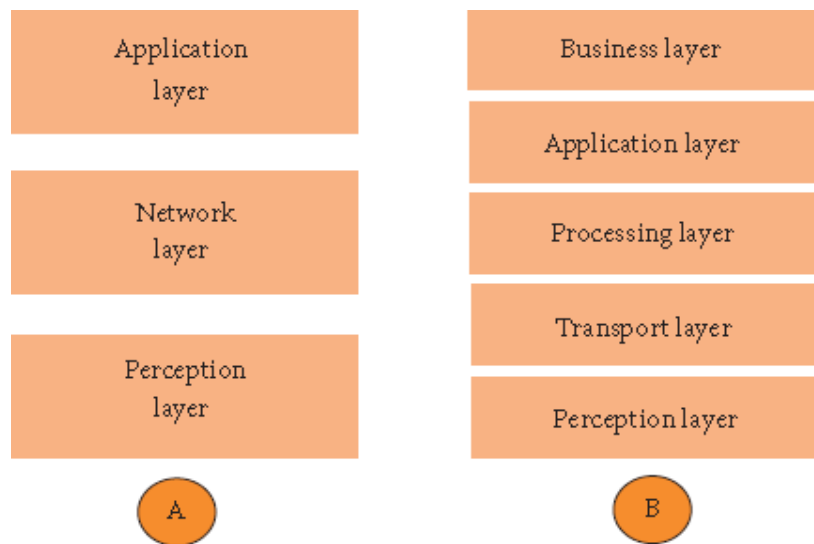 Application
layer
Network
layer
Perception
layer
A
Business layer
Application layer
Processing layer
Transport layer
Perception layer
B